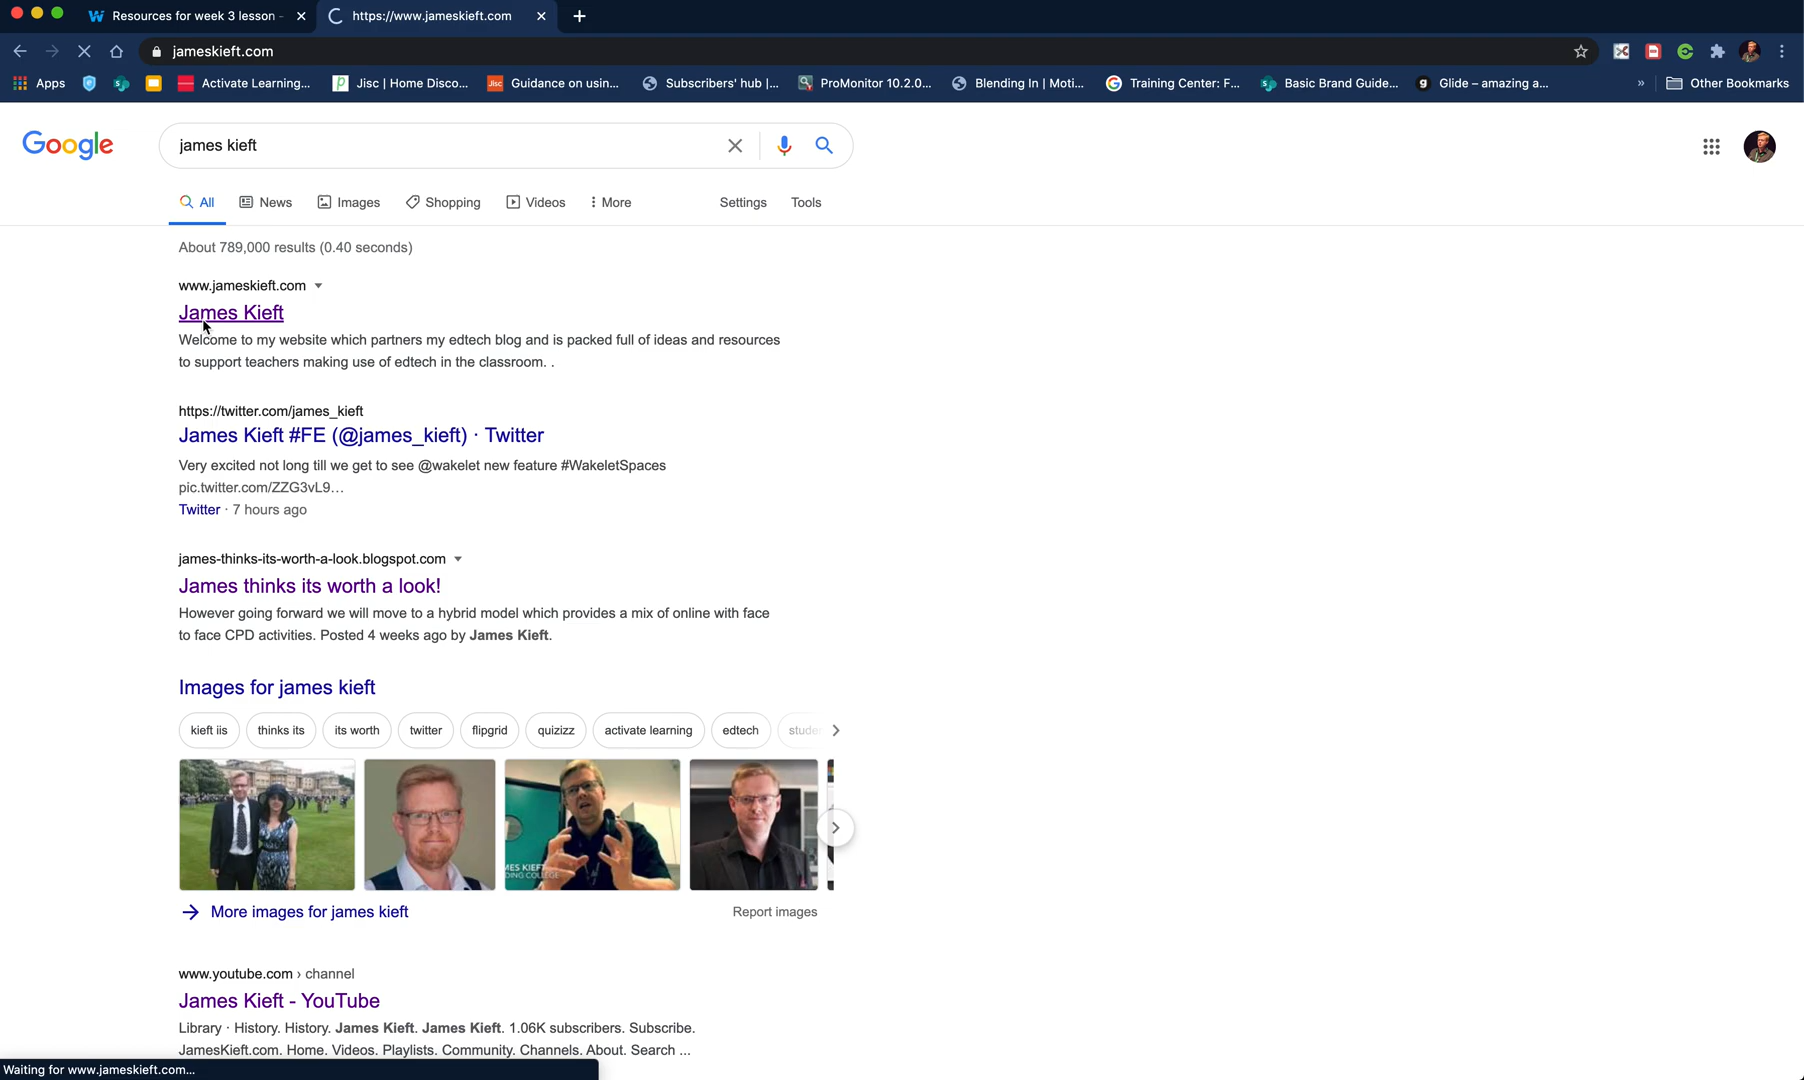 Resources for week 3 lesson -
https://www.jameskieft.com
jameskieft.com
Apps
Activate Learning...
Jisc | Home Disco...
Guidance on usin...
Subscribers' hub |...
ProMonitor 10.2.0...
Blending In | Moti...
Training Center: F...
Basic Brand Guide...
Glide – amazing a...
»
Other Bookmarks
Google
james kieft
All
News
Images
Shopping
Videos
More
Settings
Tools
About 789,000 results (0.40 seconds)
www.jameskieft.com
James Kieft
Welcome to my website which partners my edtech blog and is packed full of ideas and resources
to support teachers making use of edtech in the classroom. .
https://twitter.com/james_kieft
James Kieft #FE (@james_kieft) · Twitter
Very excited not long till we get to see @wakelet new feature #WakeletSpaces
pic.twitter.com/ZZG3vL9...
Twitter · 7 hours ago
james-thinks-its-worth-a-look.blogspot.com
James thinks its worth a look!
However going forward we will move to a hybrid model which provides a mix of online with face
to face CPD activities. Posted 4 weeks ago by James Kieft.
Images for james kieft
kieft iis
thinks its
its worth
twitter
flipgrid
quizizz
activate learning
edtech
stude
MES KIEFT
DING COLLEGE
More images for james kieft
Report images
www.youtube.com › channel
James Kieft - YouTube
Library · History. History. James Kieft. James Kieft. 1.06K subscribers. Subscribe.
JamesKieft.com. Home. Videos. Playlists. Community. Channels. About. Search ...
Waiting for www.jameskieft.com...